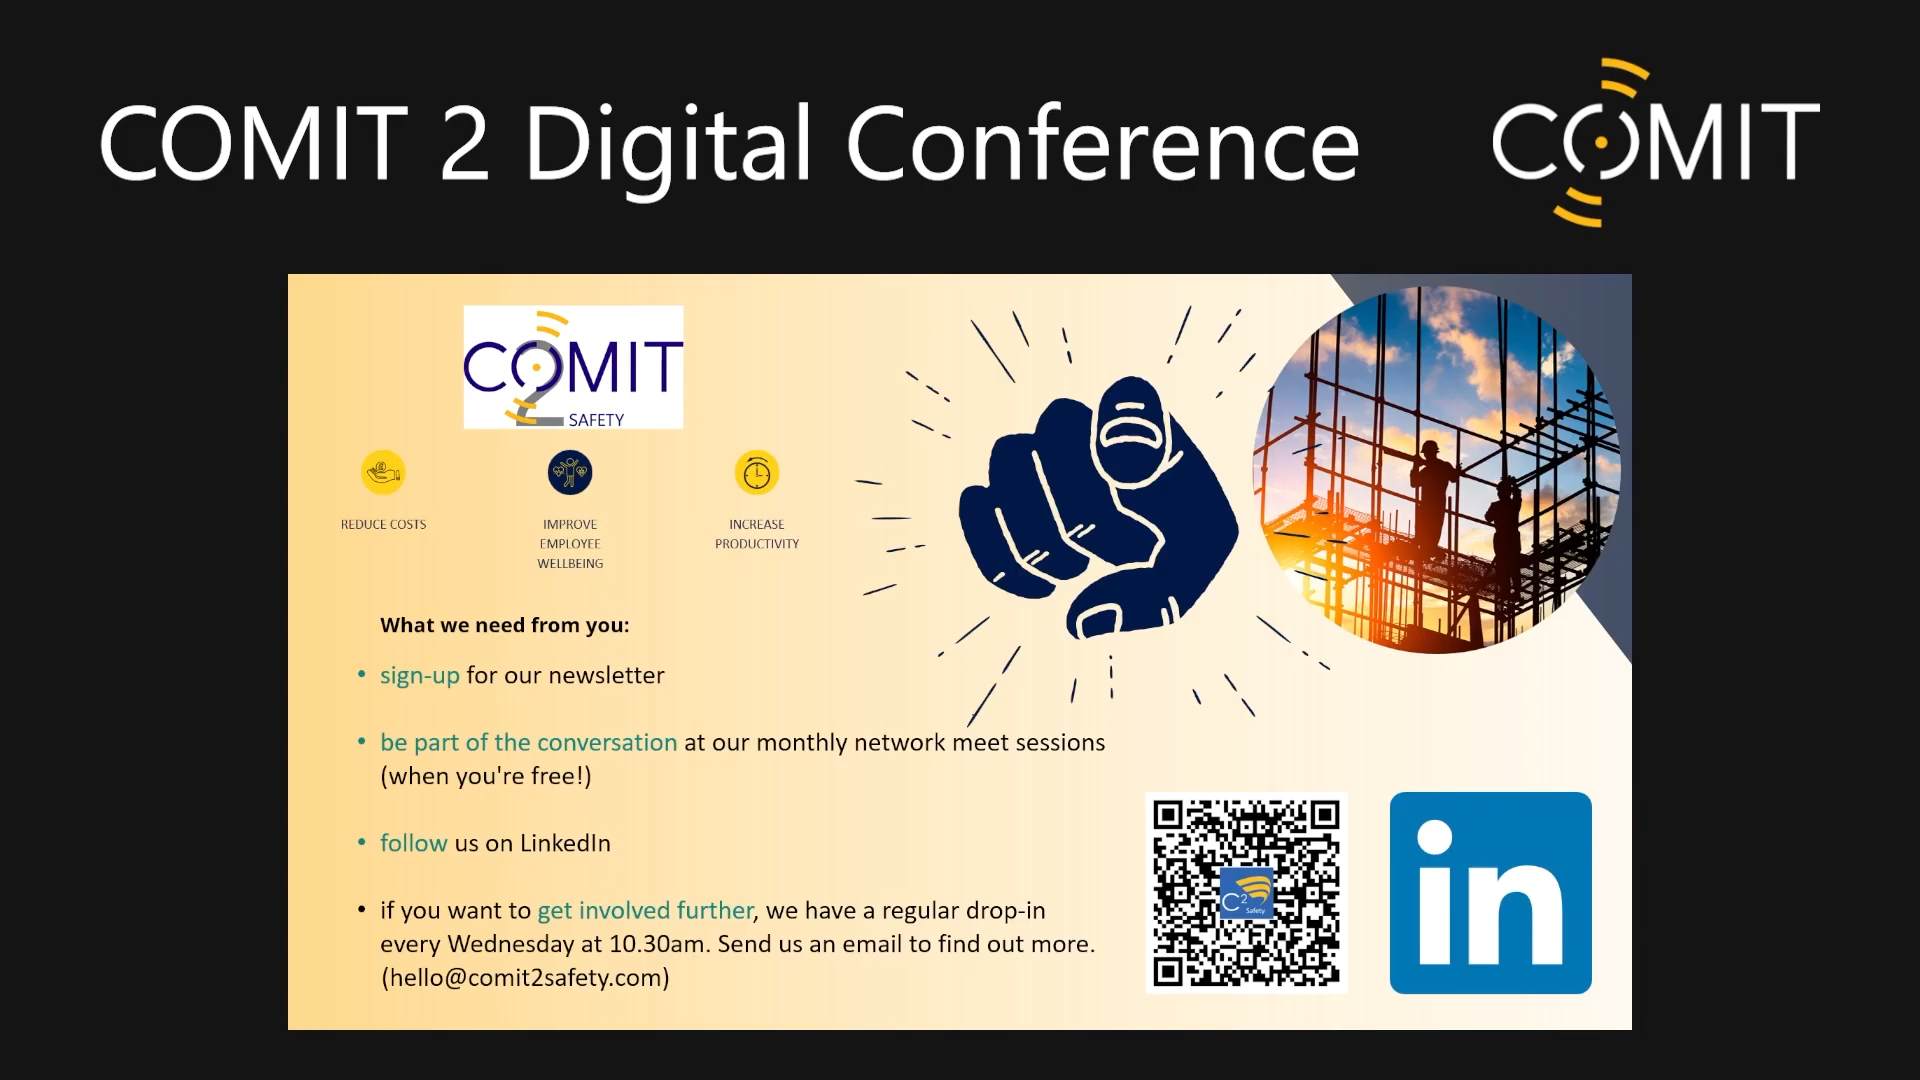 COMIT 2 Digital Conference
COMIT
COMIT
2
SAFETY
REDUCE COSTS
IMPROVE
EMPLOYEE
WELLBEING
INCREASE
PRODUCTIVITY
What we need from you:
• sign-up for our newsletter
• be part of the conversation at our monthly network meet sessions
(when you're free!)
• follow us on LinkedIn
• if you want to get involved further, we have a regular drop-in
every Wednesday at 10.30am. Send us an email to find out more.
(hello@comit2safety.com)
C2
Safety
in